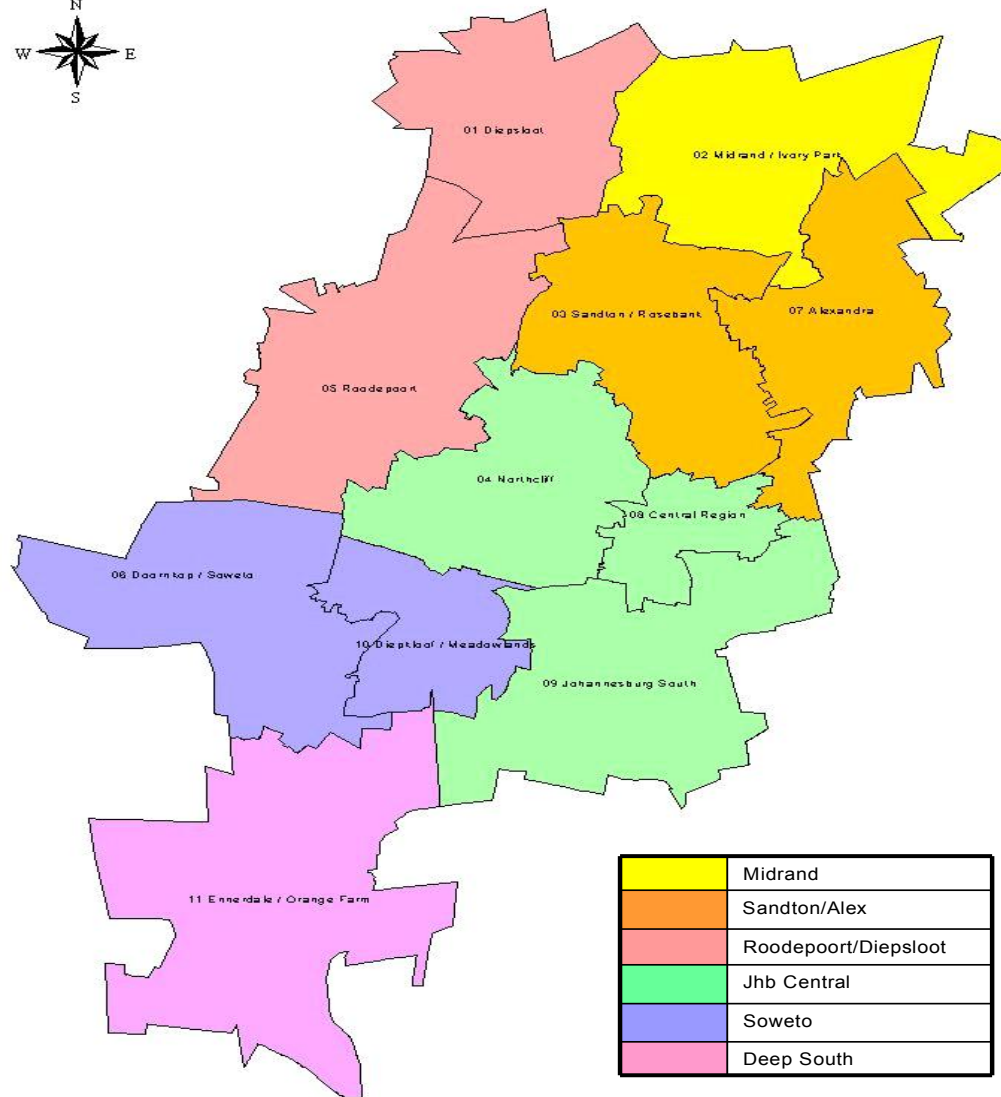 N
W E
S
01 Diepsloot
02 Midrand / Ivory Park
03 Sandton / Rosebank
07 Alexandra
05 Roodepoort
04 Northcliff
08 Central Region
06 Doornkop / Soweto
10 Diepkloof / Meadowlands
09 Johannesburg South
11 Ennerdale / Orange Farm
Midrand
Sandton/Alex
Roodepoort/Diepsloot
Jhb Central
Soweto
Deep South